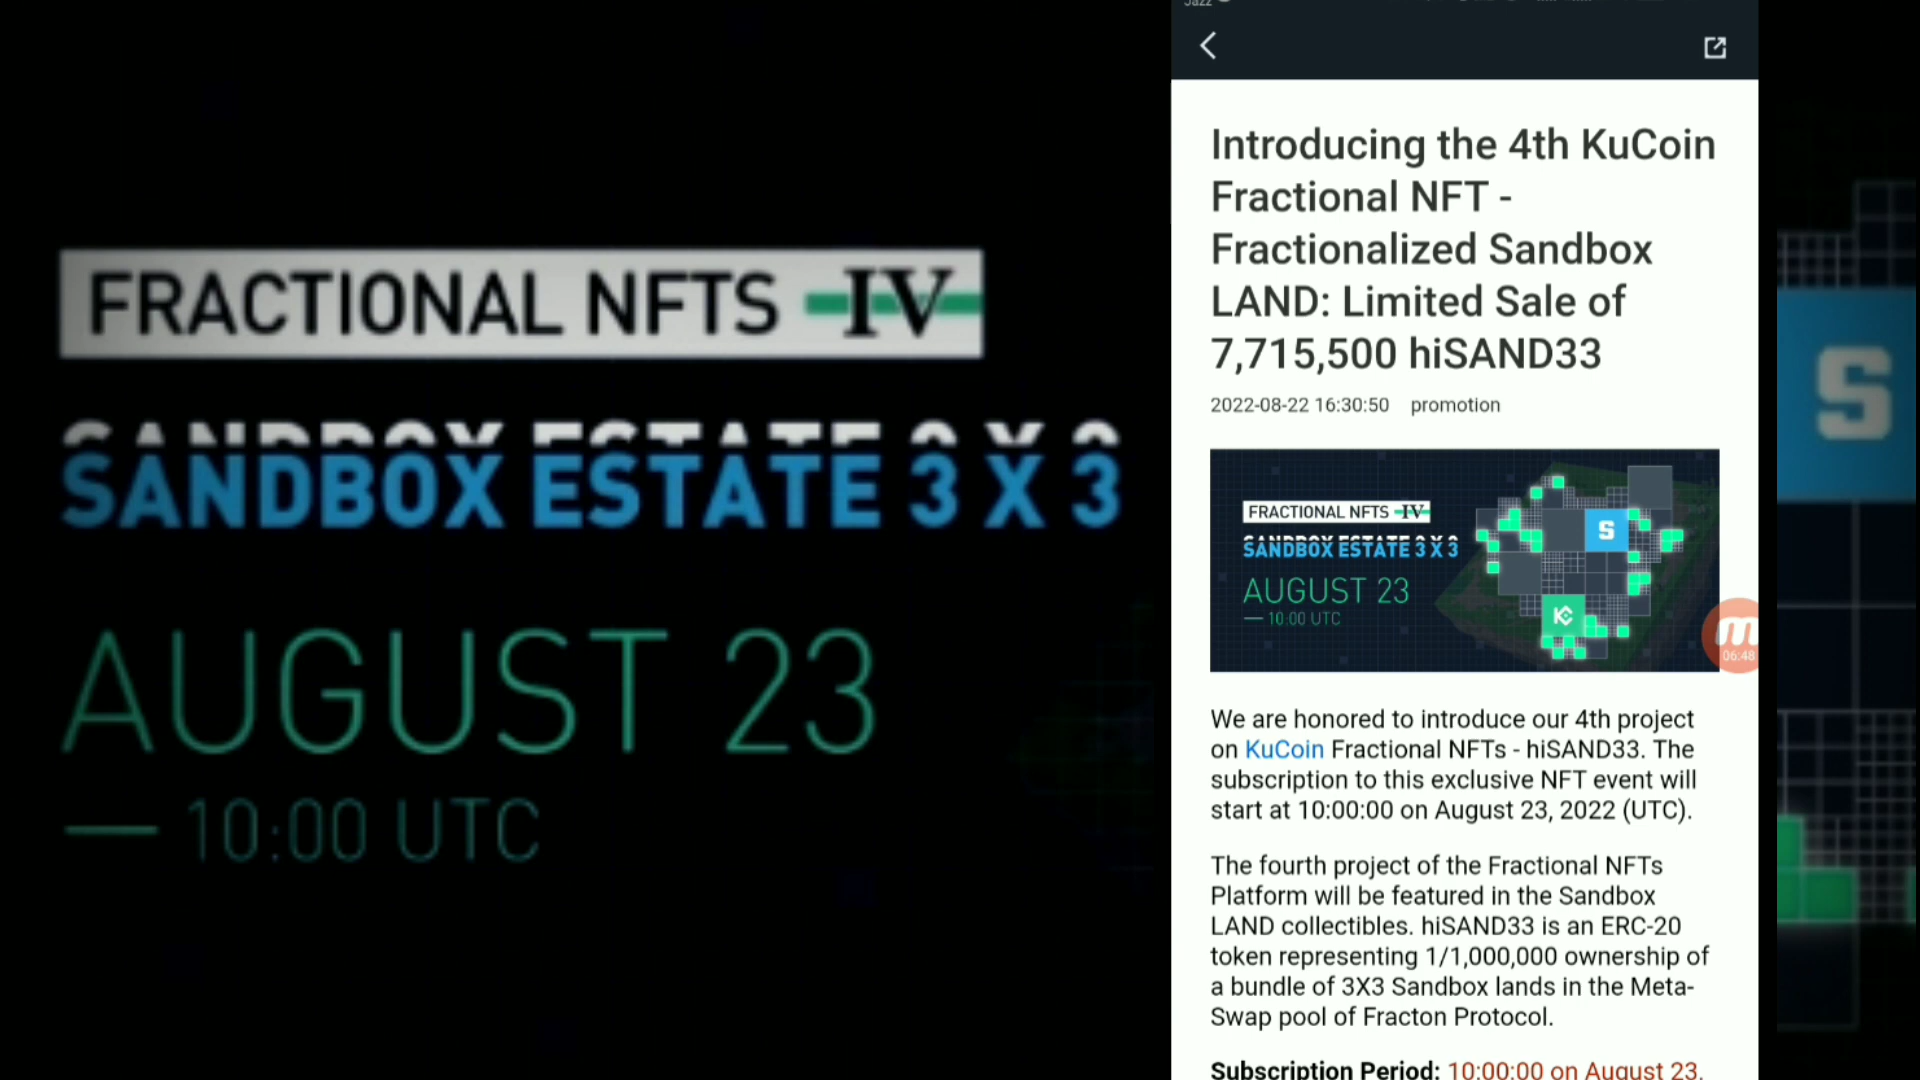 FRACTIONAL NFTS IV
SANDBOX ESTATE 3 X 3
AUGUST 23
— 10:00 UTC
Jazz
Introducing the 4th KuCoin
Fractional NFT -
Fractionalized Sandbox
LAND: Limited Sale of
7,715,500 hiSAND33
2022-08-22 16:30:50 promotion
FRACTIONAL NFTS IV
SANDBOX ESTATE 3 X 3
AUGUST 23
— 10:00 UTC
S
06:48
We are honored to introduce our 4th project
on KuCoin Fractional NFTs - hiSAND33. The
subscription to this exclusive NFT event will
start at 10:00:00 on August 23, 2022 (UTC).
The fourth project of the Fractional NFTs
Platform will be featured in the Sandbox
LAND collectibles. hiSAND33 is an ERC-20
token representing 1/1,000,000 ownership of
a bundle of 3X3 Sandbox lands in the Meta-
Swap pool of Fracton Protocol.
Subscription Period: 10:00:00 on August 23,
S